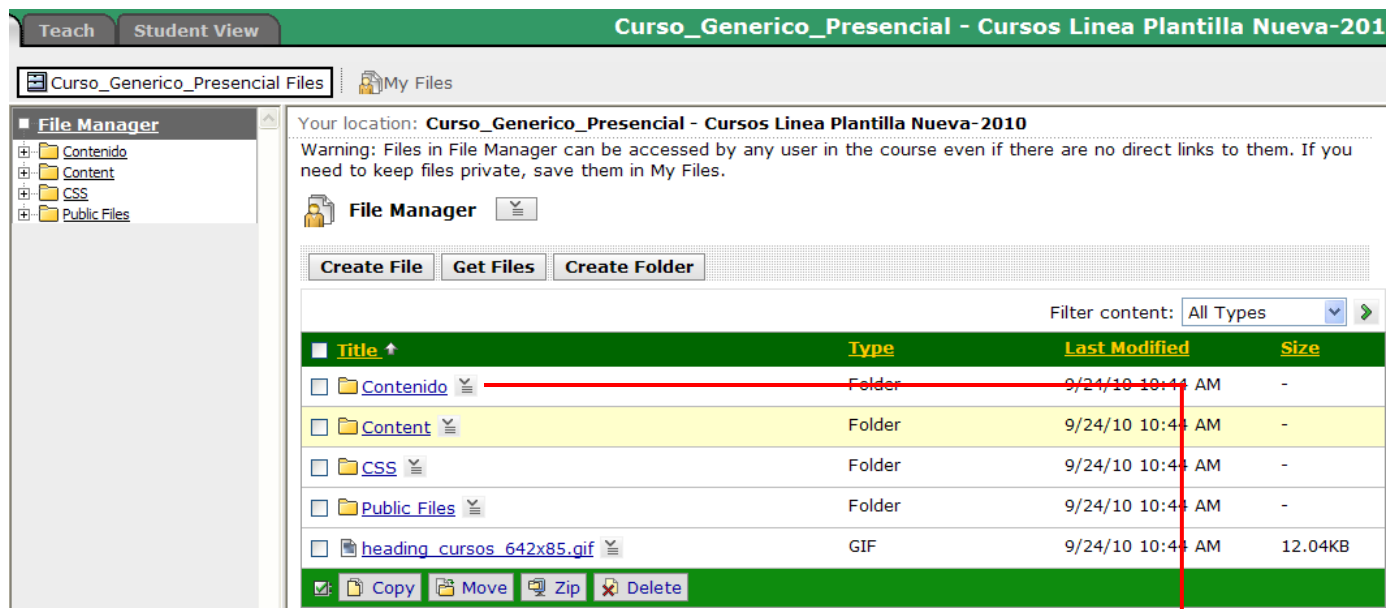 Teach Student View Curso_Generico_Presencial - Cursos Linea Plantilla Nueva-201
Curso_Generico_Presencial Files My Files
File Manager
Contenido
Content
CSS
Public Files
Your location: Curso_Generico_Presencial - Cursos Linea Plantilla Nueva-2010
Warning: Files in File Manager can be accessed by any user in the course even if there are no direct links to them. If you
need to keep files private, save them in My Files.
File Manager
Create File Get Files Create Folder
Filter content: All Types
Title Type Last Modified Size
Contenido Folder 9/24/10 10:44 AM -
Content Folder 9/24/10 10:44 AM -
CSS Folder 9/24/10 10:44 AM -
Public Files Folder 9/24/10 10:44 AM -
heading_cursos_642x85.gif GIF 9/24/10 10:44 AM 12.04KB
Copy Move Zip Delete